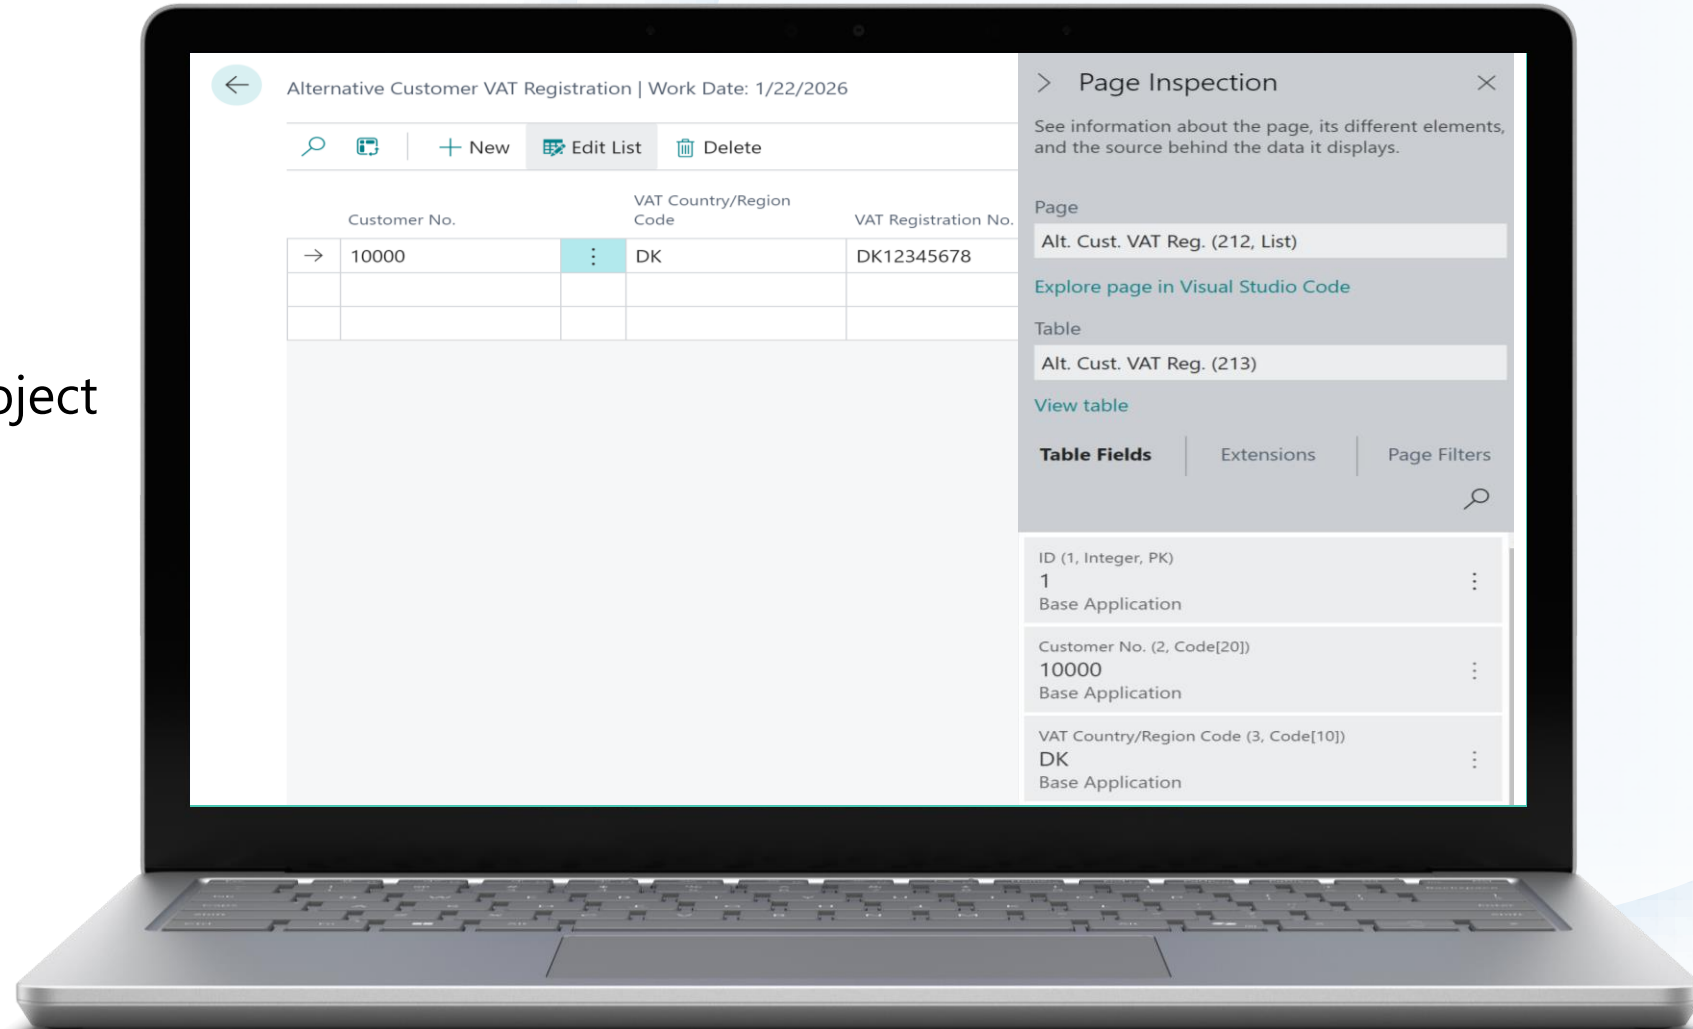 oject
Alternative Customer VAT Registration | Work Date: 1/22/2026
New
Edit List
Delete
Customer No.
VAT Country/Region
Code
VAT Registration No.
10000
DK
DK12345678
Page Inspection
See information about the page, its different elements,
and the source behind the data it displays.
Page
Alt. Cust. VAT Reg. (212, List)
Explore page in Visual Studio Code
Table
Alt. Cust. VAT Reg. (213)
View table
Table Fields
Extensions
Page Filters
ID (1, Integer, PK)
1
Base Application
Customer No. (2, Code[20])
10000
Base Application
VAT Country/Region Code (3, Code[10])
DK
Base Application